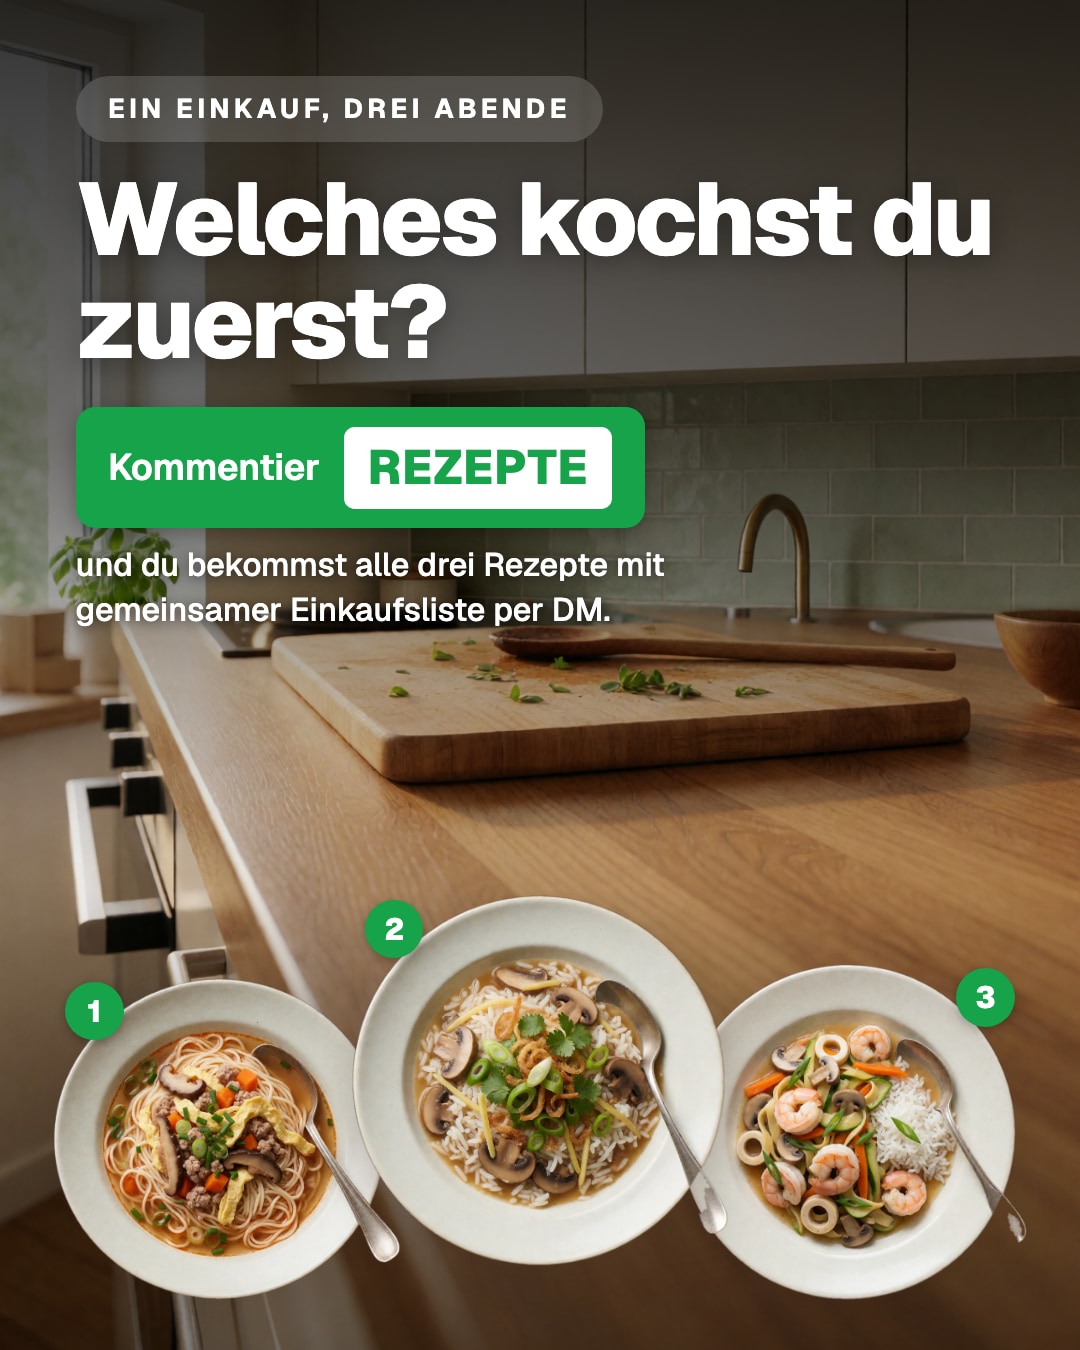 EIN EINKAUF, DREI ABENDE
Welches kochst du
zuerst?
Kommentier REZEPTE
und du bekommst alle drei Rezepte mit
gemeinsamer Einkaufsliste per DM.
1
2
3